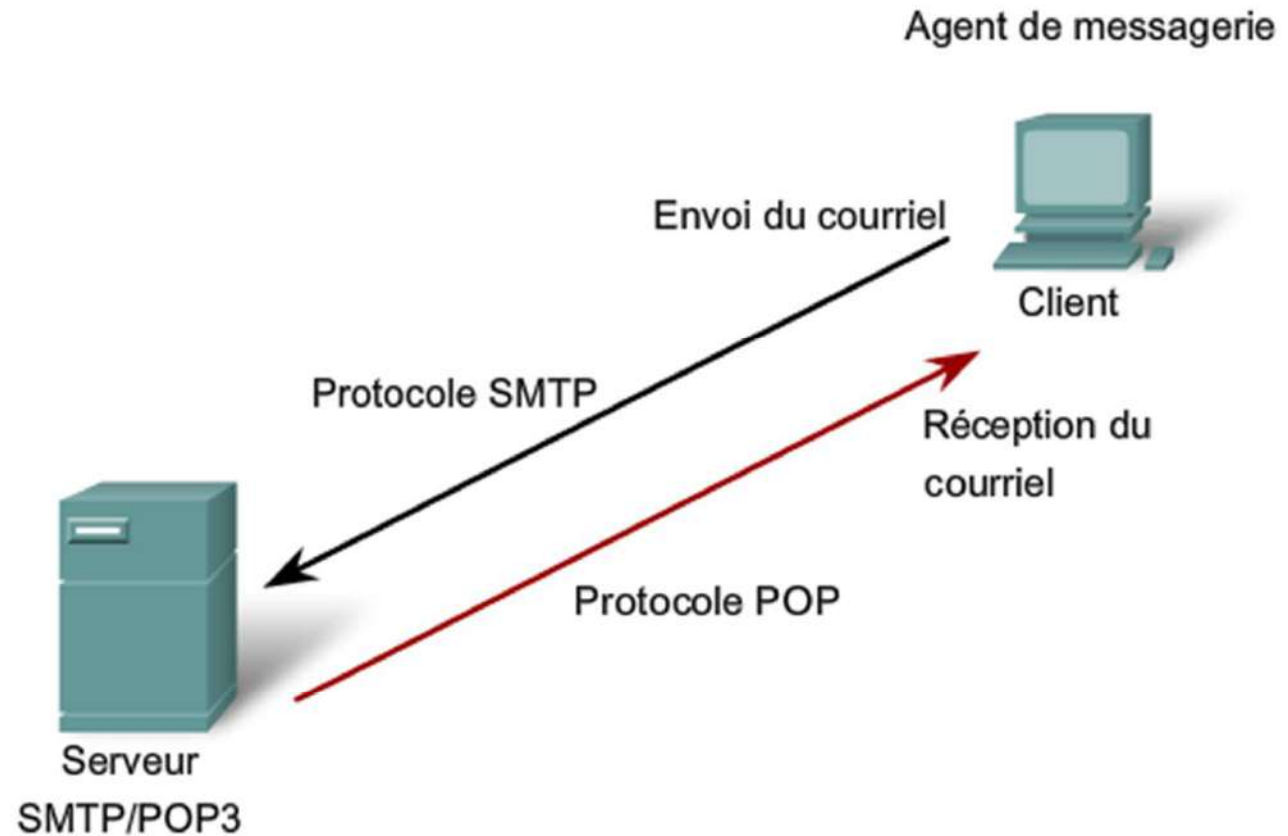 Agent de messagerie
Envoi du courriel
Client
Protocole SMTP
Réception du
courriel
Protocole POP
Serveur
SMTP/POP3